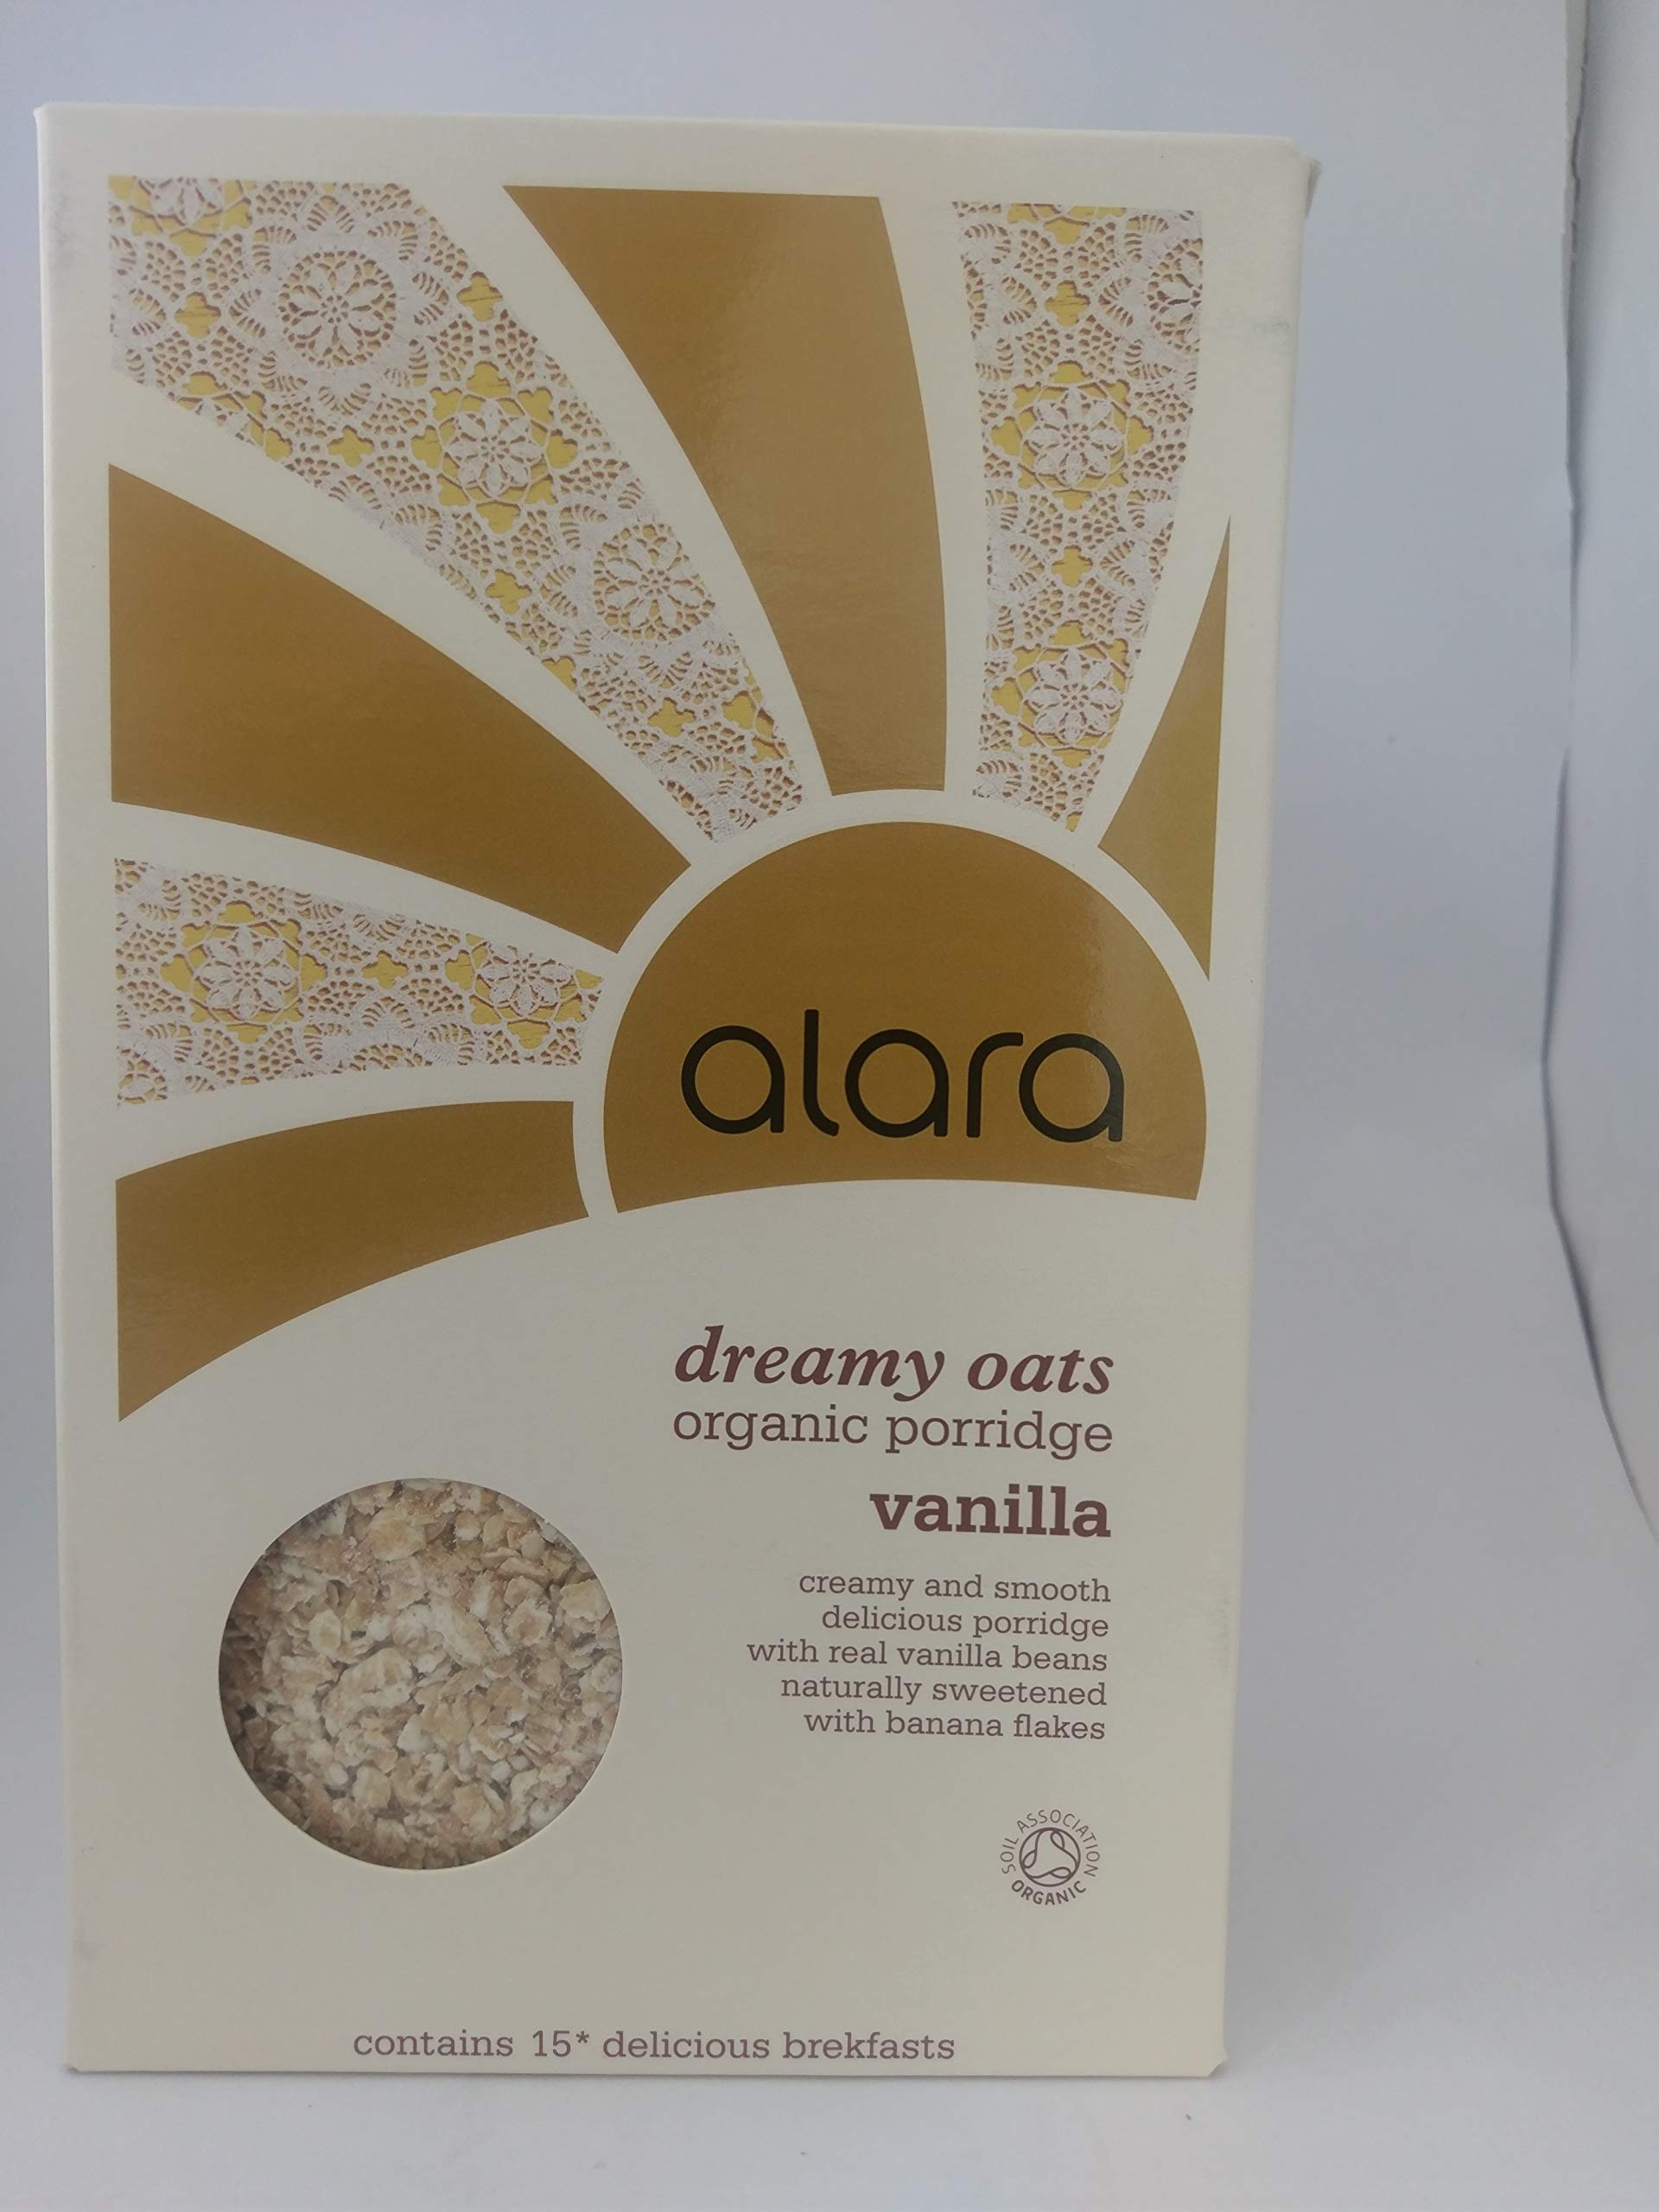 alara
dreamy oats
organic porridge
vanilla
creamy and smooth
delicious porridge
with real vanilla beans
naturally sweetened
with banana flakes
SOIL ASSOCIATION
ORGANIC
contains 15* delicious brekfasts